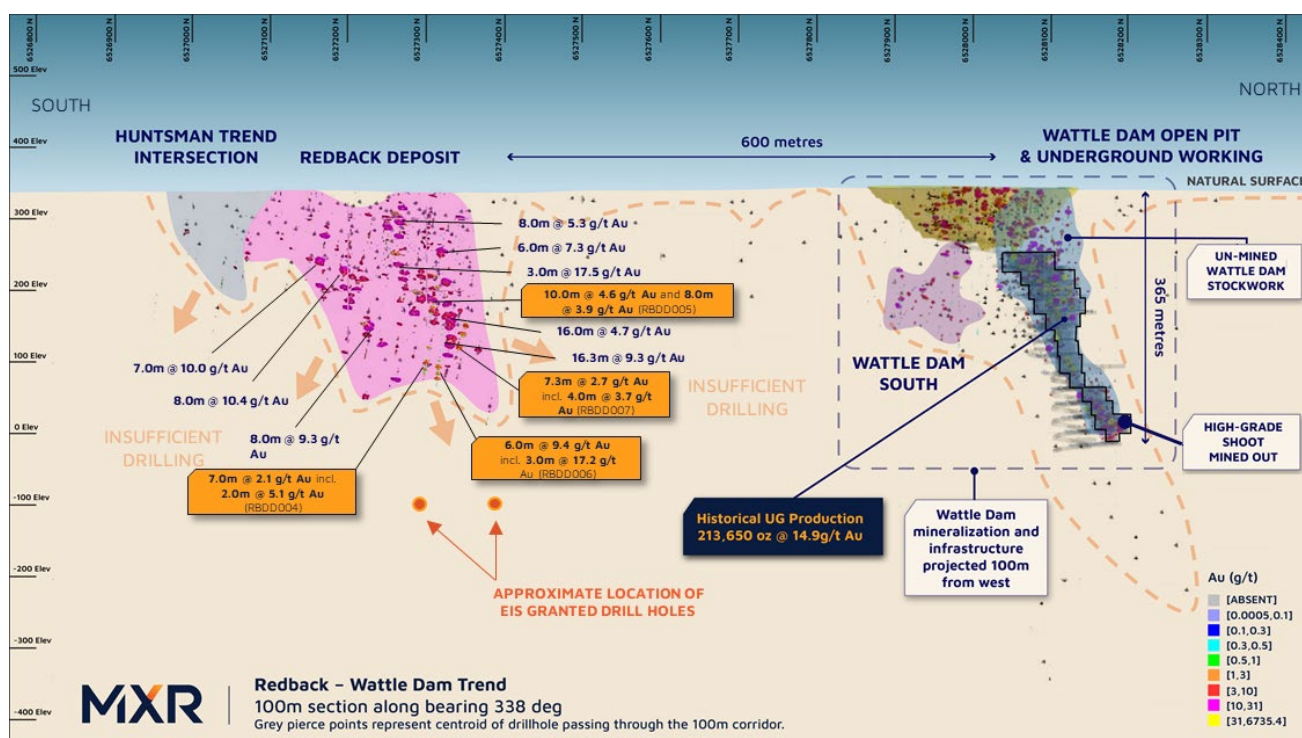 6526800 N
6526900 N
6527000 N
6527100 N
6527200 N
6527300 N
6527400 N
6527500 N
6527600 N
6527700 N
6527800 N
6527900 N
6528000 N
6528100 N
6528200 N
6528300 N
6528400 N
500 Elev
400 Elev
300 Elev
200 Elev
100 Elev
0 Elev
-100 Elev
-200 Elev
-300 Elev
-400 Elev
SOUTH
NORTH
HUNTSMAN TREND
INTERSECTION
REDBACK DEPOSIT
600 metres
WATTLE DAM OPEN PIT
& UNDERGROUND WORKING
NATURAL SURFACE
8.0m @ 5.3 g/t Au
6.0m @ 7.3 g/t Au
3.0m @ 17.5 g/t Au
10.0m @ 4.6 g/t Au and 8.0m
@ 3.9 g/t Au (RBDD005)
16.0m @ 4.7 g/t Au
16.3m @ 9.3 g/t Au
7.3m @ 2.7 g/t Au
incl. 4.0m @ 3.7 g/t
Au (RBDD007)
6.0m @ 9.4 g/t Au
incl. 3.0m @ 17.2 g/t
Au (RBDD006)
7.0m @ 10.0 g/t Au
8.0m @ 10.4 g/t Au
8.0m @ 9.3 g/t
Au
7.0m @ 2.1 g/t Au incl.
2.0m @ 5.1 g/t Au
(RBDD004)
INSUFFICIENT
DRILLING
INSUFFICIENT
DRILLING
WATTLE DAM
SOUTH
365 metres
UN-MINED
WATTLE DAM
STOCKWORK
HIGH-GRADE
SHOOT
MINED OUT
Historical UG Production
213,650 oz @ 14.9g/t Au
Wattle Dam
mineralization and
infrastructure
projected 100m
from west
APPROXIMATE LOCATION OF
EIS GRANTED DRILL HOLES
Au (g/t)
[ABSENT]
[0.0005,0.1]
[0.1,0.3]
[0.3,0.5]
[0.5,1]
[1,3]
[3,10]
[10,31]
[31,6735.4]
MXR
Redback – Wattle Dam Trend
100m section along bearing 338 deg
Grey pierce points represent centroid of drillhole passing through the 100m corridor.